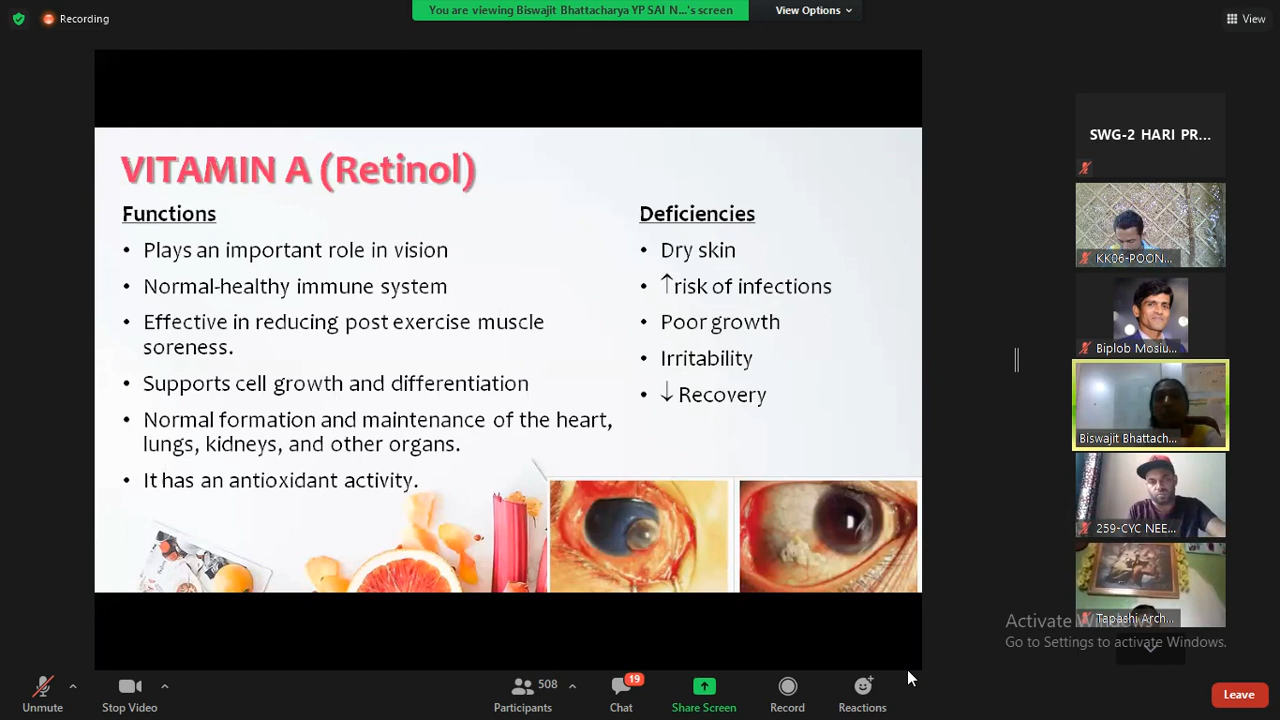 Recording
You are viewing Biswajit Bhattacharya YP SAI N...'s screen
View Options
View
VITAMIN A (Retinol)
Functions
• Plays an important role in vision
• Normal-healthy immune system
• Effective in reducing post exercise muscle
soreness.
• Supports cell growth and differentiation
• Normal formation and maintenance of the heart,
lungs, kidneys, and other organs.
• It has an antioxidant activity.
Deficiencies
• Dry skin
• ↑risk of infections
• Poor growth
• Irritability
• ↓ Recovery
SWG-2 HARI PR...
KK06-POON...
Biplob Mosiu...
Biswajit Bhattach...
259-CYC NEE...
Tapashi Arch...
Activate Windows
Go to Settings to activate Windows.
Unmute
Stop Video
508
Participants
19
Chat
Share Screen
Record
Reactions
Leave